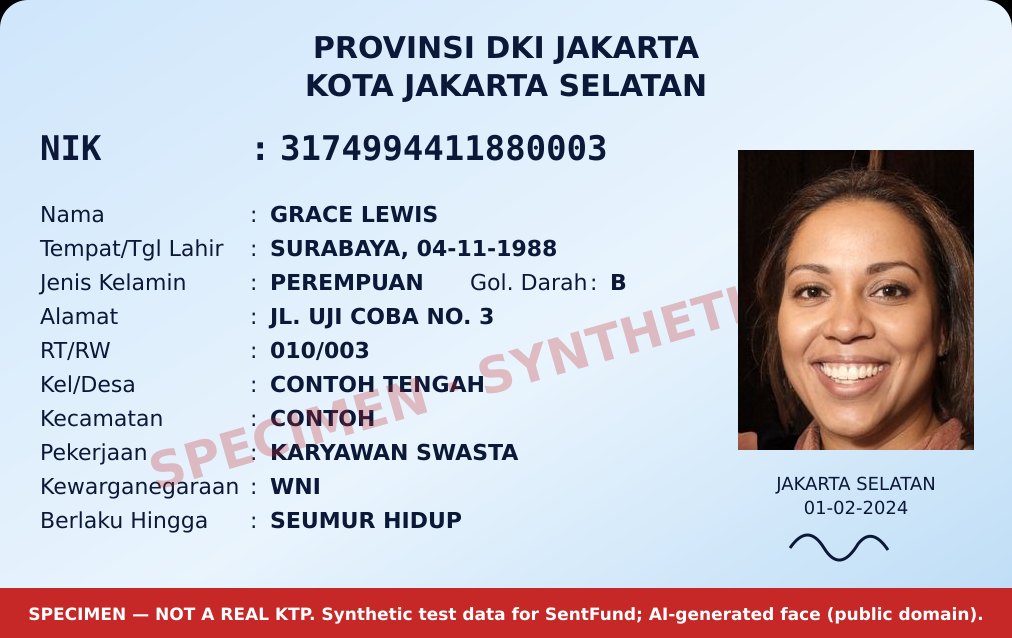 PROVINSI DKI JAKARTA
KOTA JAKARTA SELATAN
NIK : 3174994411880003
Nama : GRACE LEWIS
Tempat/Tgl Lahir : SURABAYA, 04-11-1988
Jenis Kelamin : PEREMPUAN Gol. Darah : B
Alamat : JL. UJI COBA NO. 3
RT/RW : 010/003
Kel/Desa : CONTOH TENGAH
Kecamatan : CONTOH
Pekerjaan : KARYAWAN SWASTA
Kewarganegaraan : WNI
Berlaku Hingga : SEUMUR HIDUP
SPECIMEN - SYNTHETI
JAKARTA SELATAN
01-02-2024
SPECIMEN — NOT A REAL KTP. Synthetic test data for SentFund; AI-generated face (public domain).